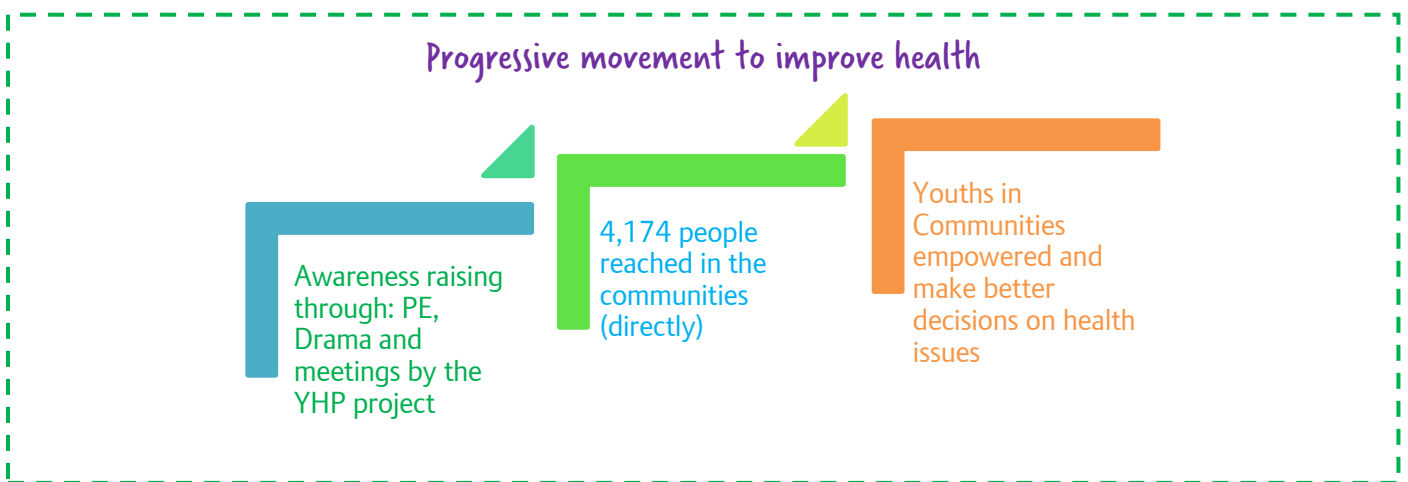 Progressive movement to improve health
Awareness raising
through: PE,
Drama and
meetings by the
YHP project
4,174 people
reached in the
communities
(directly)
Youths in
Communities
empowered and
make better
decisions on health
issues